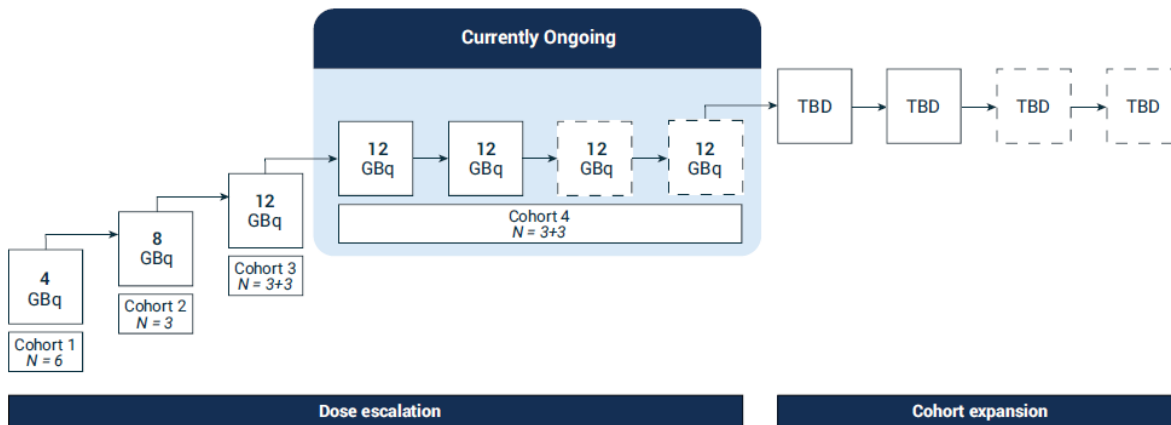 Currently Ongoing
4
GBq
Cohort 1
N = 6
8
GBq
Cohort 2
N = 3
12
GBq
Cohort 3
N = 3+3
12
GBq
12
GBq
12
GBq
12
GBq
Cohort 4
N = 3+3
TBD
TBD
TBD
TBD
Dose escalation
Cohort expansion